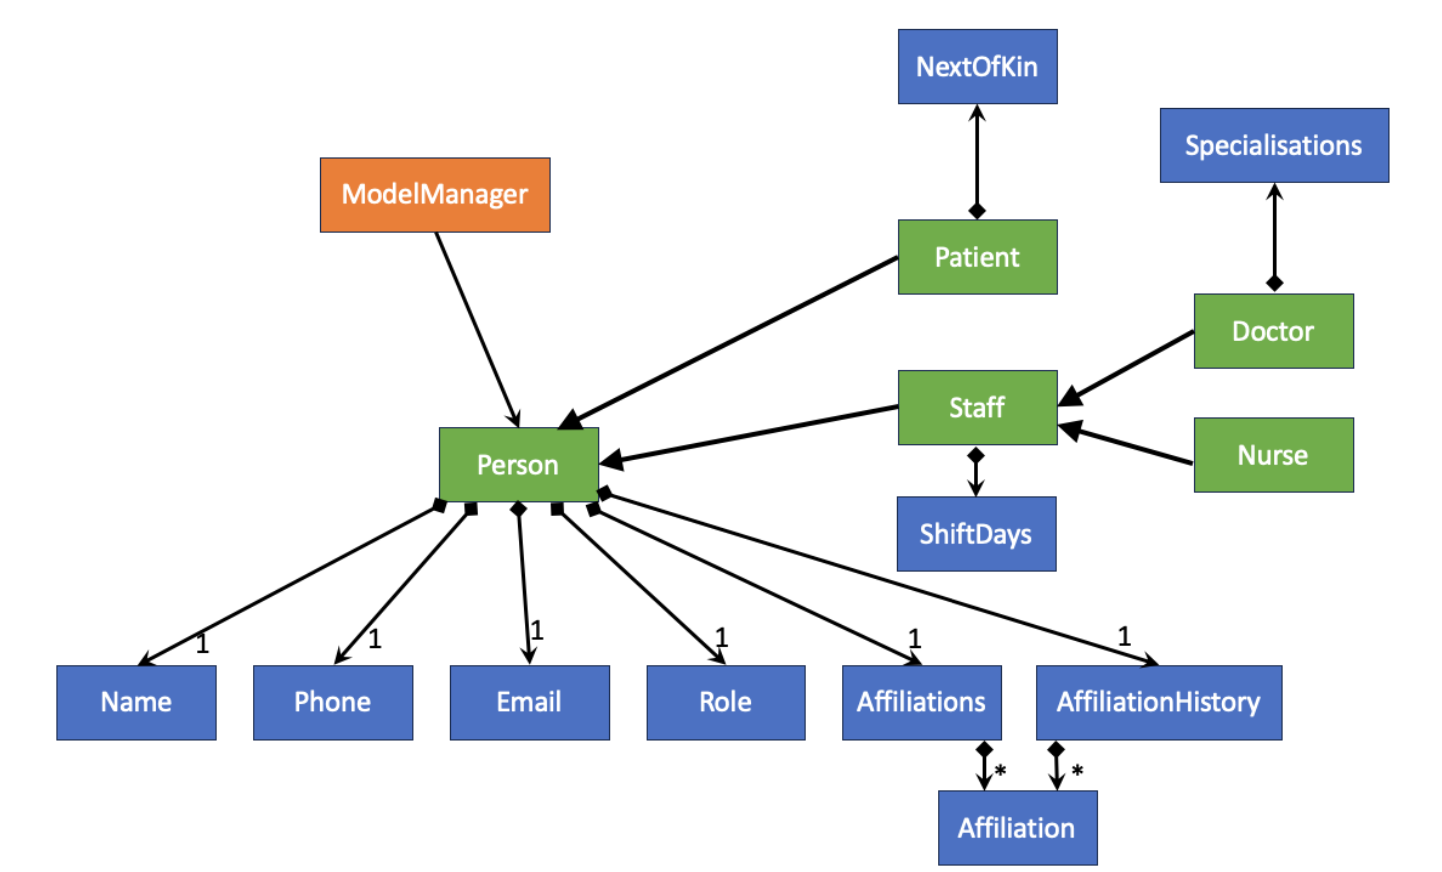 NextOfKin
Specialisations
ModelManager
Patient
Doctor
Staff
Nurse
Person
ShiftDays
1
1
1
1
1
1
Name
Phone
Email
Role
Affiliations
AffiliationHistory
*
*
Affiliation